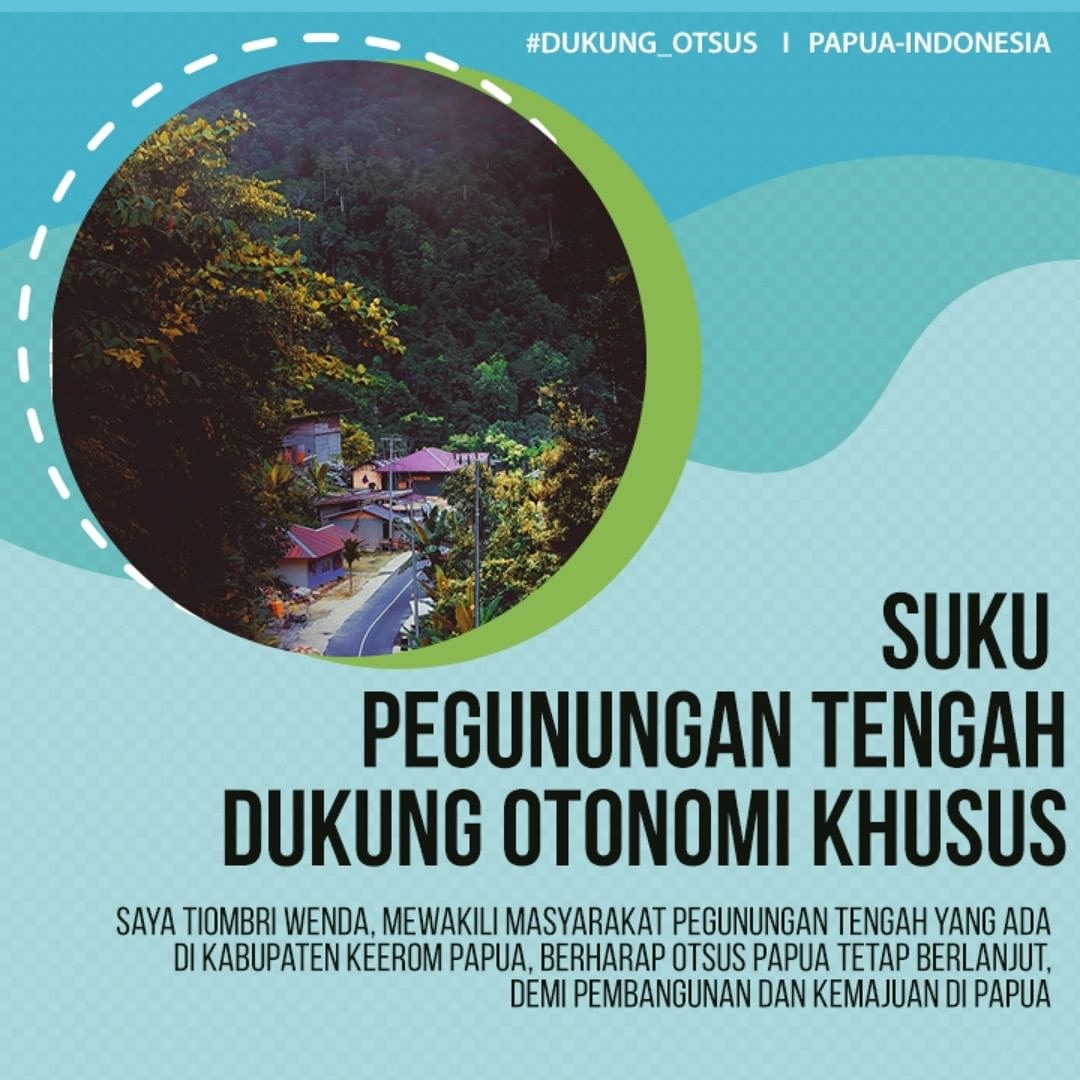 #DUKUNG_OTSUS I PAPUA-INDONESIA
SUKU
PEGUNUNGAN TENGAH
DUKUNG OTONOMI KHUSUS
SAYA TIOMBRI WENDA, MEWAKILI MASYARAKAT PEGUNUNGAN TENGAH YANG ADA
DI KABUPATEN KEEROM PAPUA, BERHARAP OTSUS PAPUA TETAP BERLANJUT,
DEMI PEMBANGUNAN DAN KEMAJUAN DI PAPUA